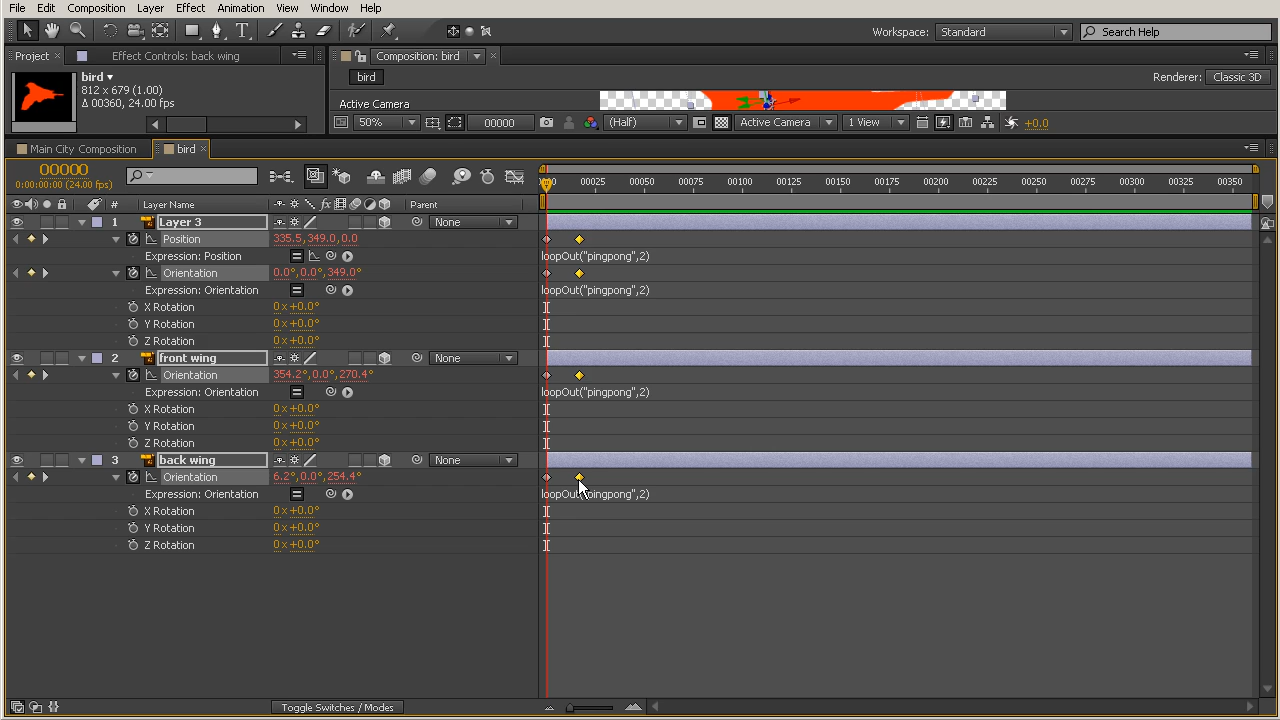 File Edit Composition Layer Effect Animation View Window Help
T Workspace: Standard Search Help
Project Effect Controls: back wing Composition: bird
bird
812 x 679 (1.00)
Δ 00360, 24.00 fps
bird Renderer: Classic 3D
Active Camera
50% 00000 (Half) Active Camera 1 View +0.0
Main City Composition bird
00000
0:00:00:00 (24.00 fps)
00025 00050 00075 00100 00125 00150 00175 00200 00225 00250 00275 00300 00325 00350
# Layer Name fx Parent
1 Layer 3 None
Position 335.5,349.0,0.0
Expression: Position loopOut("pingpong",2)
Orientation 0.0°,0.0°,349.0°
Expression: Orientation loopOut("pingpong",2)
X Rotation 0x+0.0°
Y Rotation 0x+0.0°
Z Rotation 0x+0.0°
2 front wing None
Orientation 354.2°,0.0°,270.4°
Expression: Orientation loopOut("pingpong",2)
X Rotation 0x+0.0°
Y Rotation 0x+0.0°
Z Rotation 0x+0.0°
3 back wing None
Orientation 6.2°,0.0°,254.4°
Expression: Orientation loopOut("pingpong",2)
X Rotation 0x+0.0°
Y Rotation 0x+0.0°
Z Rotation 0x+0.0°
Toggle Switches / Modes